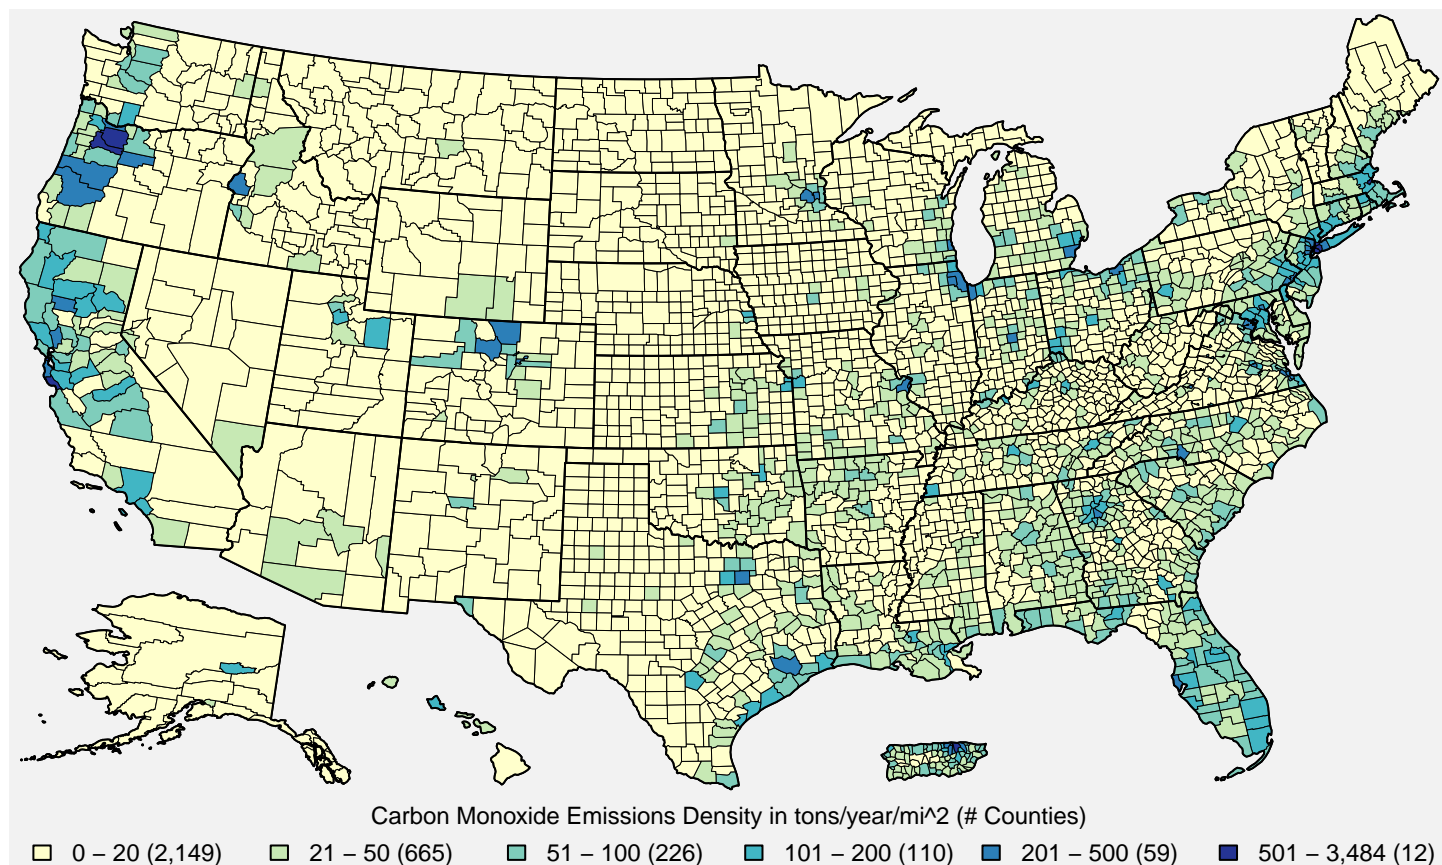 Carbon Monoxide Emissions Density in tons/year/mi^2 (# Counties)
0 – 20 (2,149) 21 – 50 (665) 51 – 100 (226) 101 – 200 (110) 201 – 500 (59) 501 – 3,484 (12)